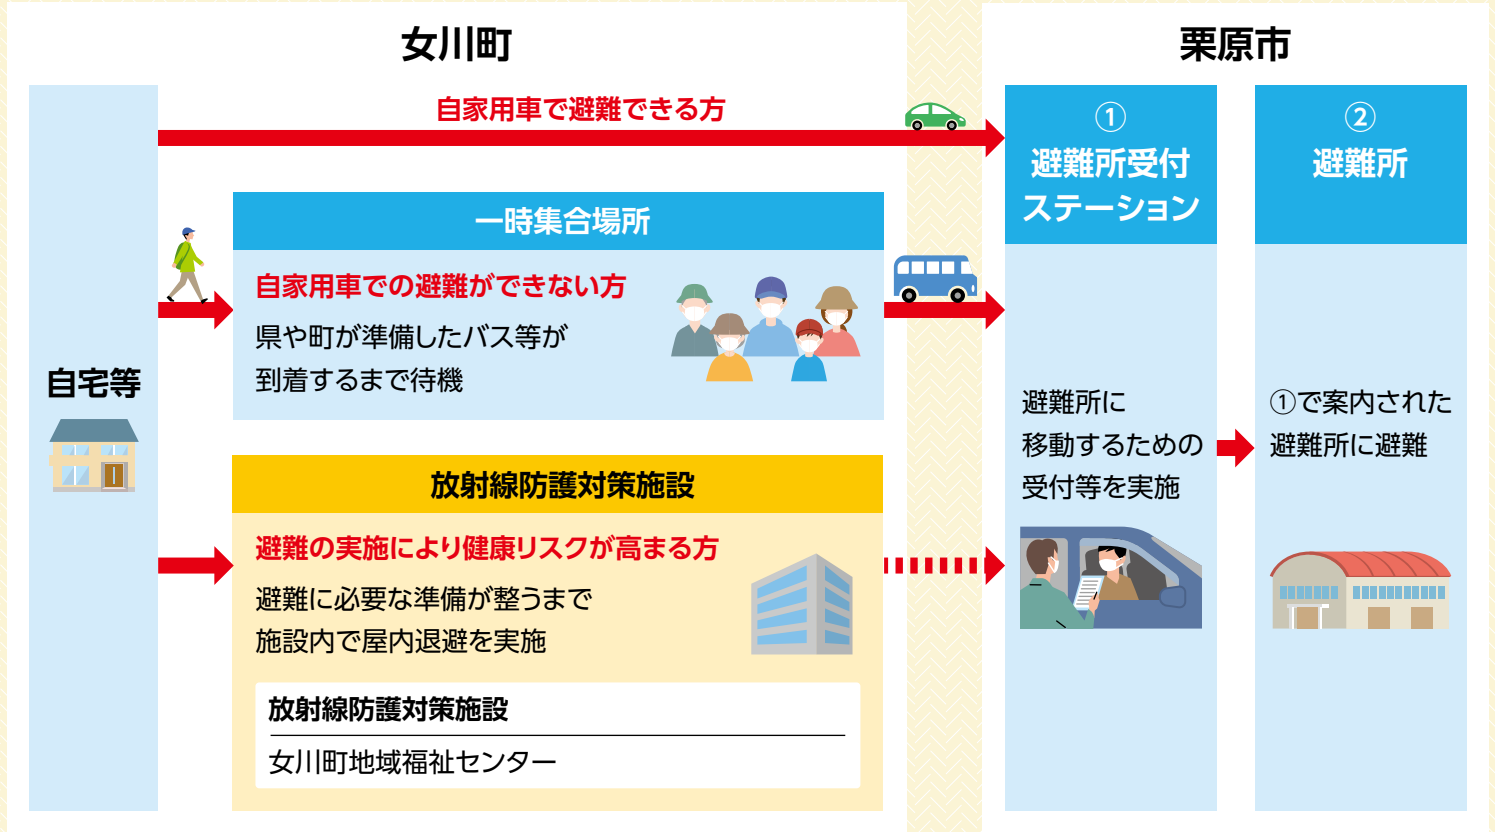 女川町
栗原市
自宅等
自家用車で避難できる方
一時集合場所
自家用車での避難ができない方
県や町が準備したバス等が
到着するまで待機
放射線防護対策施設
避難の実施により健康リスクが高まる方
避難に必要な準備が整うまで
施設内で屋内退避を実施
放射線防護対策施設
女川町地域福祉センター
①
避難所受付
ステーション
避難所に
移動するための
受付等を実施
②
避難所
①で案内された
避難所に避難